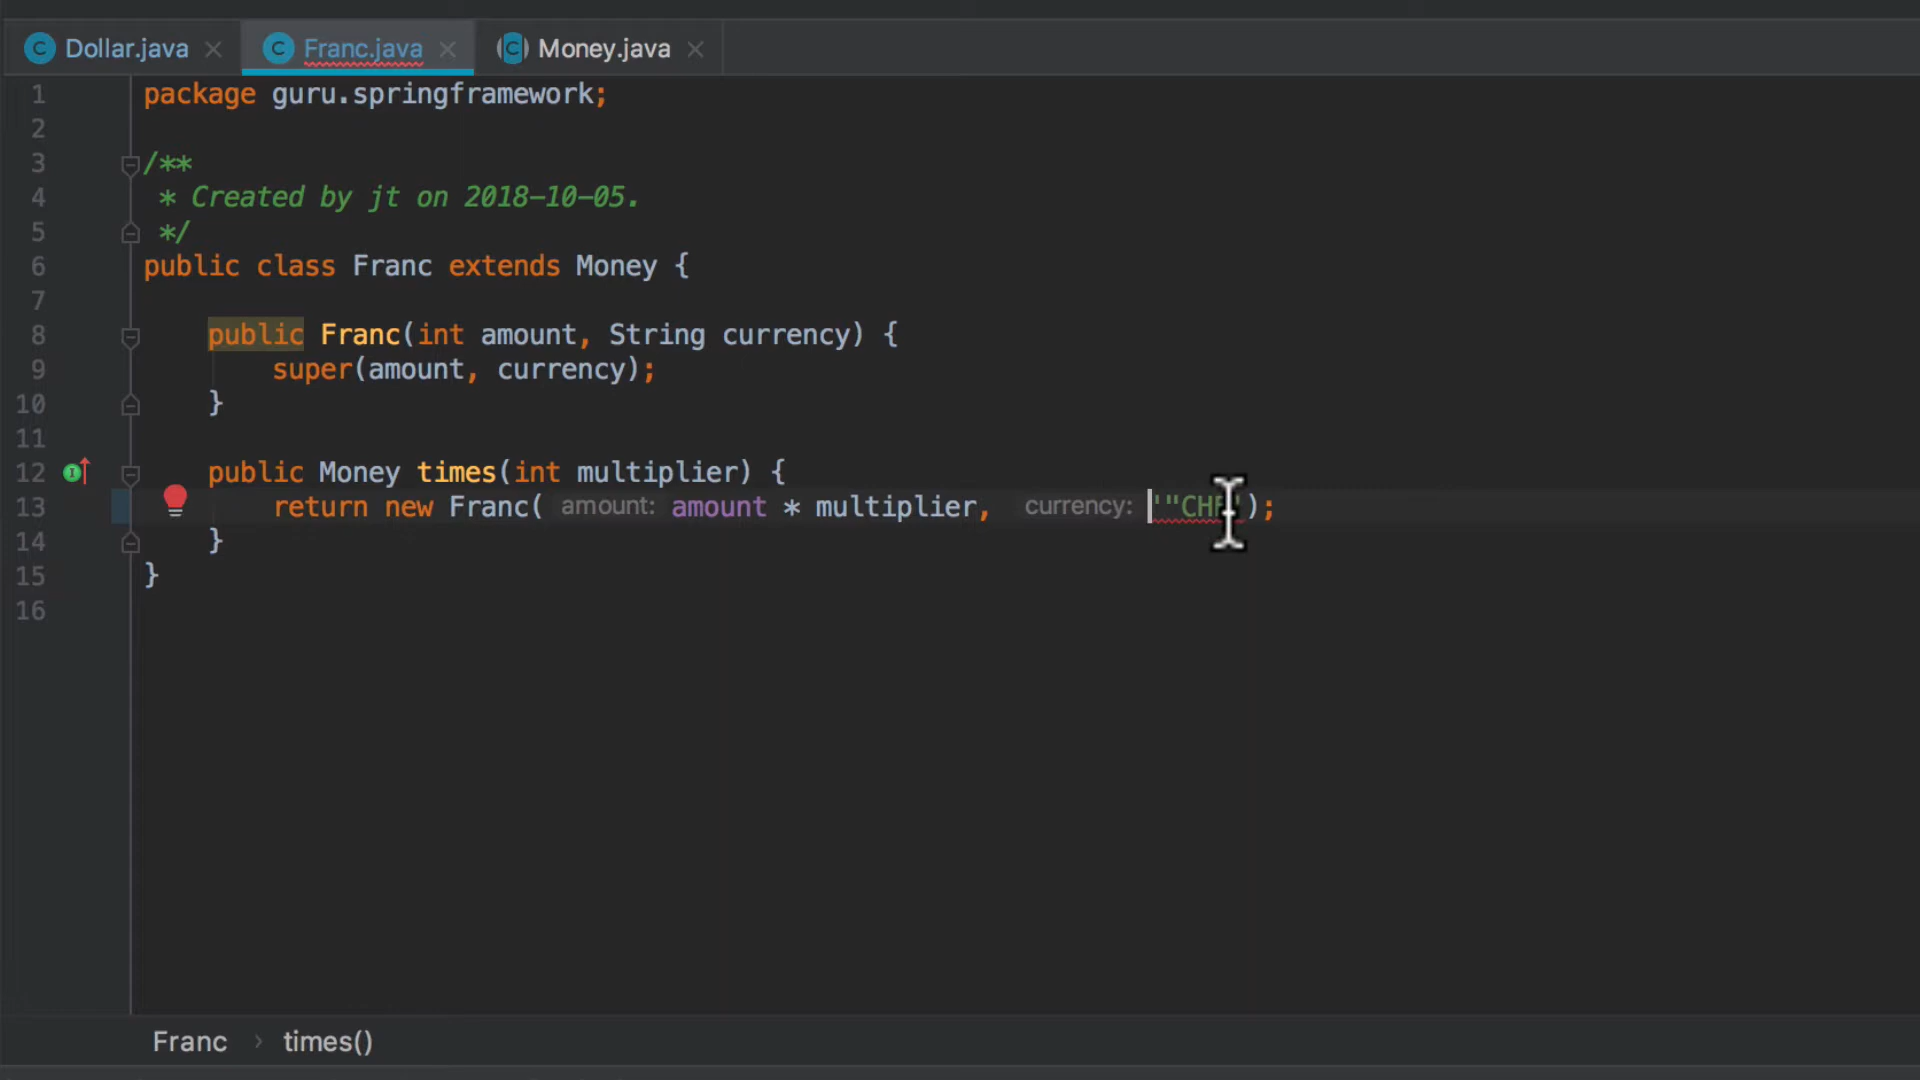 Dollar.java
Franc.java
Money.java
1 package guru.springframework;
2
3 /**
4  * Created by jt on 2018-10-05.
5  */
6 public class Franc extends Money {
7
8 public Franc(int amount, String currency) {
9 super(amount, currency);
10 }
11
12 public Money times(int multiplier) {
13 return new Franc( amount: amount * multiplier, currency: '"CHF');
14 }
15 }
16
Franc › times()